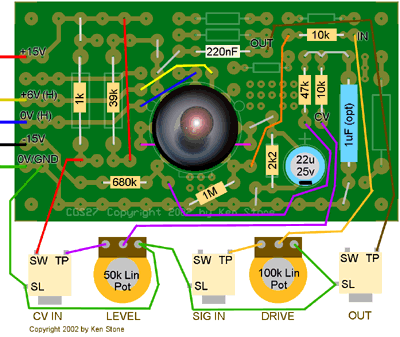 OUT
IN
10k
220nF
+15V
+6V (H)
0V (H)
-15V
0V/GND
1k
39k
47k
10k
CV
1uF (opt)
2k2
22u
25v
680k
1M
CGS27 Copyright 200 by Ken Stone
SW TP
SL
50k Lin
Pot
SW TP
SL
100k Lin
Pot
SW TP
SL
CV IN
LEVEL
SIG IN
DRIVE
OUT
Copyright 2002 by Ken Stone